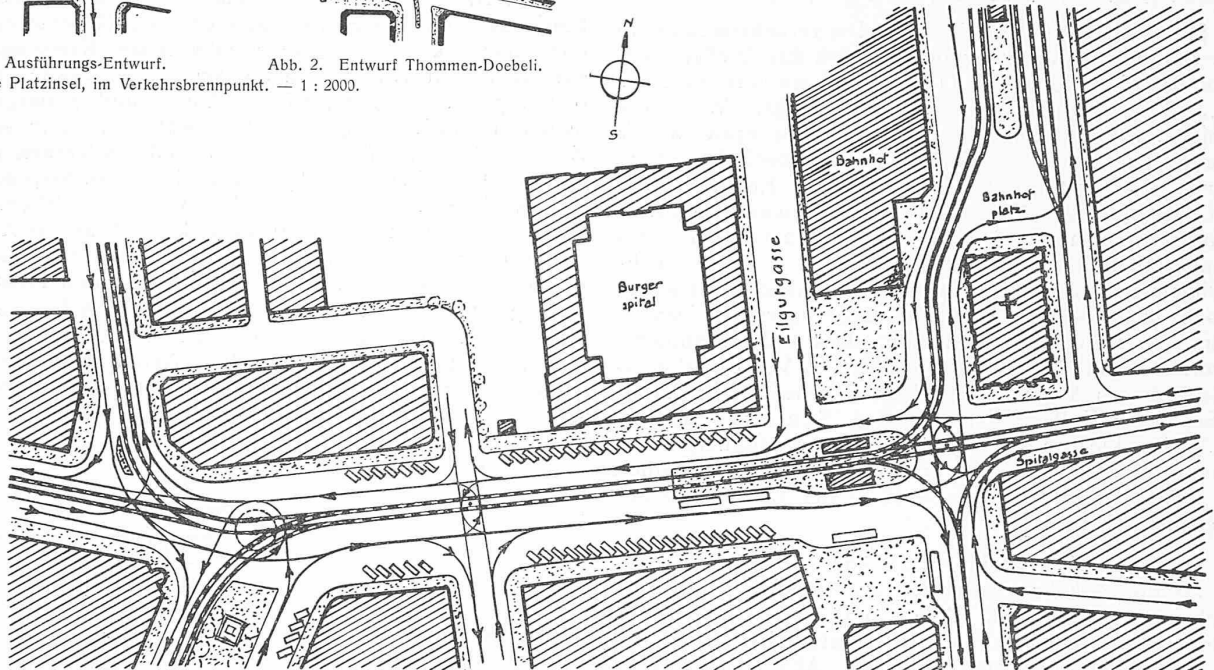 Ausführungs-Entwurf.
Abb. 2. Entwurf Thommen-Doebeli.
Platzinsel, im Verkehrsbrennpunkt. — 1 : 2000.
N
S
Bahnhof
Bahnhof
platz
Burger
spital
Eilgutgasse
Spitalgasse